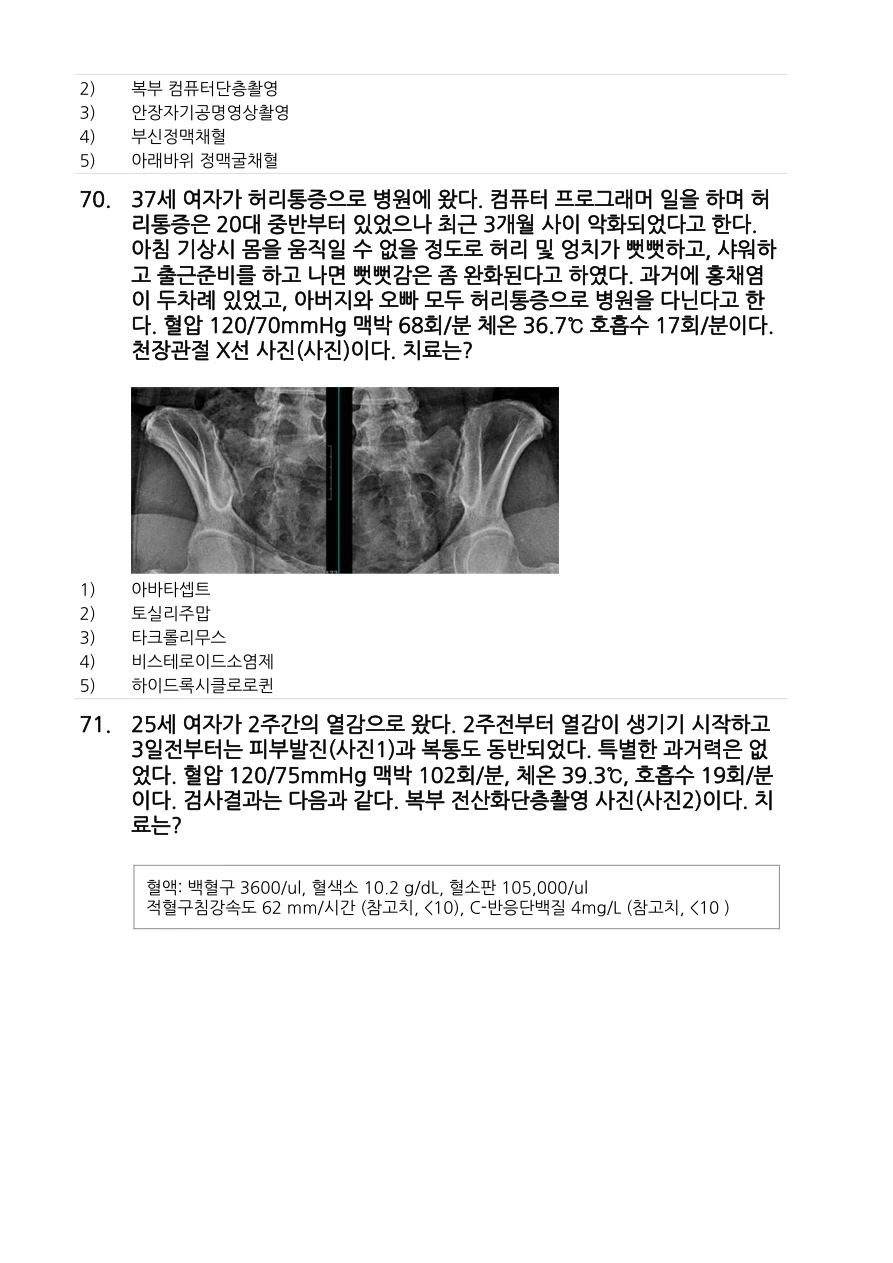 2) 복부 컴퓨터단층촬영
3) 안장자기공명영상촬영
4) 부신정맥채혈
5) 아래바위 정맥굴채혈
70. 37세 여자가 허리통증으로 병원에 왔다. 컴퓨터 프로그래머 일을 하며 허
리통증은 20대 중반부터 있었으나 최근 3개월 사이 악화되었다고 한다.
아침 기상시 몸을 움직일 수 없을 정도로 허리 및 엉치가 뻣뻣하고, 샤워하
고 출근준비를 하고 나면 뻣뻣감은 좀 완화된다고 하였다. 과거에 홍채염
이 두차례 있었고, 아버지와 오빠 모두 허리통증으로 병원을 다닌다고 한
다. 혈압 120/70mmHg 맥박 68회/분 체온 36.7℃ 호흡수 17회/분이다.
천장관절 X선 사진(사진)이다. 치료는?
1) 아바타셉트
2) 토실리주맙
3) 타크롤리무스
4) 비스테로이드소염제
5) 하이드록시클로로퀸
71. 25세 여자가 2주간의 열감으로 왔다. 2주전부터 열감이 생기기 시작하고
3일전부터는 피부발진(사진1)과 복통도 동반되었다. 특별한 과거력은 없
었다. 혈압 120/75mmHg 맥박 102회/분, 체온 39.3℃, 호흡수 19회/분
이다. 검사결과는 다음과 같다. 복부 전산화단층촬영 사진(사진2)이다. 치
료는?
혈액: 백혈구 3600/ul, 혈색소 10.2 g/dL, 혈소판 105,000/ul
적혈구침강속도 62 mm/시간 (참고치, <10), C-반응단백질 4mg/L (참고치, <10 )